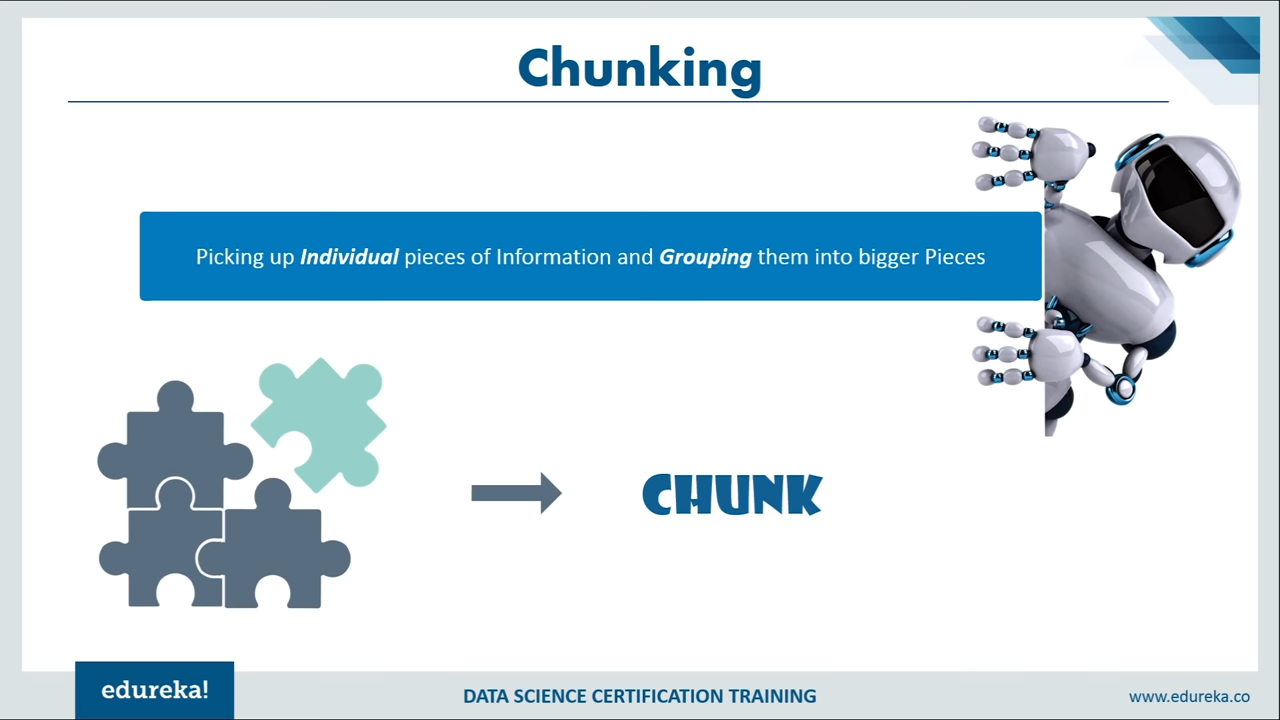 Chunking
Picking up Individual pieces of Information and Grouping them into bigger Pieces
CHUNK
edureka!
DATA SCIENCE CERTIFICATION TRAINING
www.edureka.co